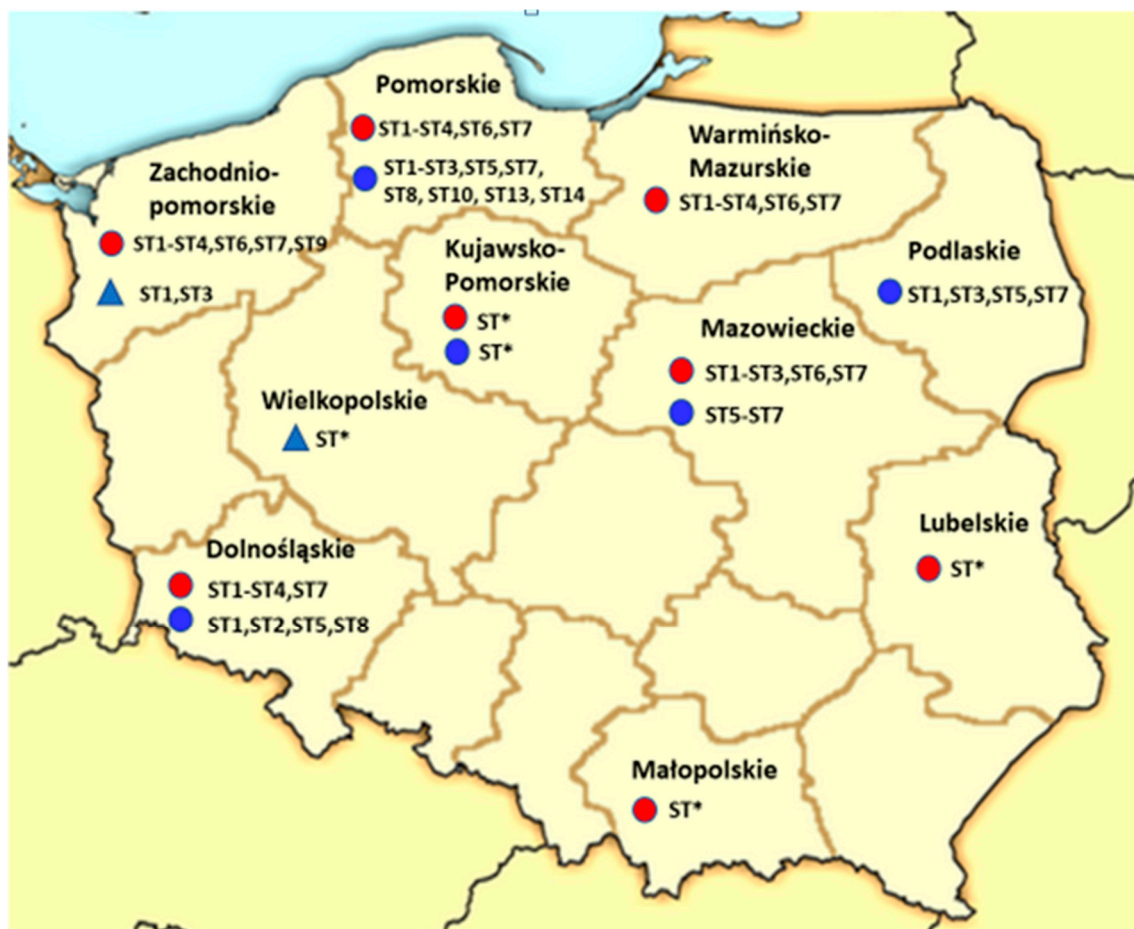 Pomorskie
ST1-ST4,ST6,ST7
ST1-ST3,ST5,ST7,
ST8, ST10, ST13, ST14
Warmińsko-
Mazurskie
ST1-ST4,ST6,ST7
Zachodnio-
pomorskie
ST1-ST4,ST6,ST7,ST9
ST1,ST3
Kujawsko-
Pomorskie
ST*
ST*
Podlaskie
ST1,ST3,ST5,ST7
Mazowieckie
ST1-ST3,ST6,ST7
ST5-ST7
Wielkopolskie
ST*
Lubelskie
ST*
Dolnośląskie
ST1-ST4,ST7
ST1,ST2,ST5,ST8
Małopolskie
ST*